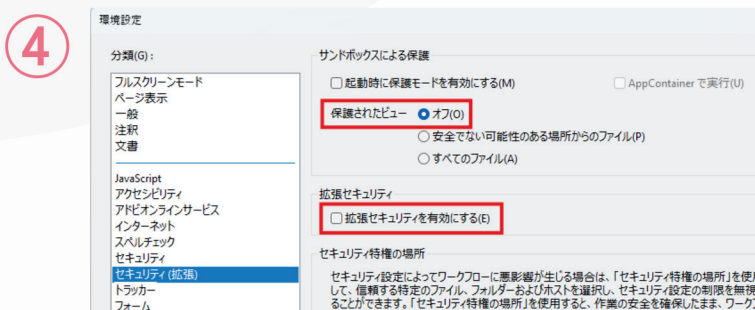 ④
環境設定
分類(G):
フルスクリーンモード
ページ表示
一般
注釈
文書
JavaScript
アクセシビリティ
アドビオンラインサービス
インターネット
スペルチェック
セキュリティ
セキュリティ (拡張)
トラッカー
フォーム
サンドボックスによる保護
起動時に保護モードを有効にする(M) AppContainer で実行(U)
保護されたビュー オフ(O)
安全でない可能性のある場所からのファイル(P)
すべてのファイル(A)
拡張セキュリティ
拡張セキュリティを有効にする(E)
セキュリティ特権の場所
セキュリティ設定によってワークフローに悪影響が生じる場合は、「セキュリティ特権の場所」を使用
して、信頼する特定のファイル、フォルダーおよびホストを選択し、セキュリティ設定の制限を無視
ることができます。「セキュリティ特権の場所」を使用すると、作業の安全を確保したまま、ワークフ